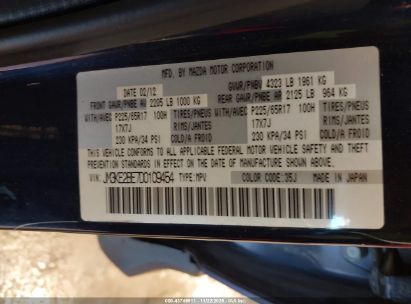 MFD. BY MAZDA MOTOR CORPORATION
DATE 02/12 GVWR/PNBV 4323 LB 1961 KG
FRONT GAWR/PNBE AV 2205 LB 1000 KG REAR GAWR/PNBE AR 2125 LB 964 KG
WITH/AVEC P225/65R17 100H TIRES/PNEUS WITH/AVEC P225/65R17 100H TIRES/PNEUS
17X7J RIMS/JANTES 17X7J RIMS/JANTES
230 KPA/34 PSI COLD/A FROID 230 KPA/34 PSI COLD/A FROID
THIS VEHICLE CONFORMS TO ALL APPLICABLE FEDERAL MOTOR VEHICLE SAFETY AND THEFT
PREVENTION STANDARDS IN EFFECT ON THE DATE OF MANUFACTURE SHOWN ABOVE.
VIN: JM3KE2BE7D0109454 TYPE:MPV COLOR CODE:35J MADE IN JAPAN